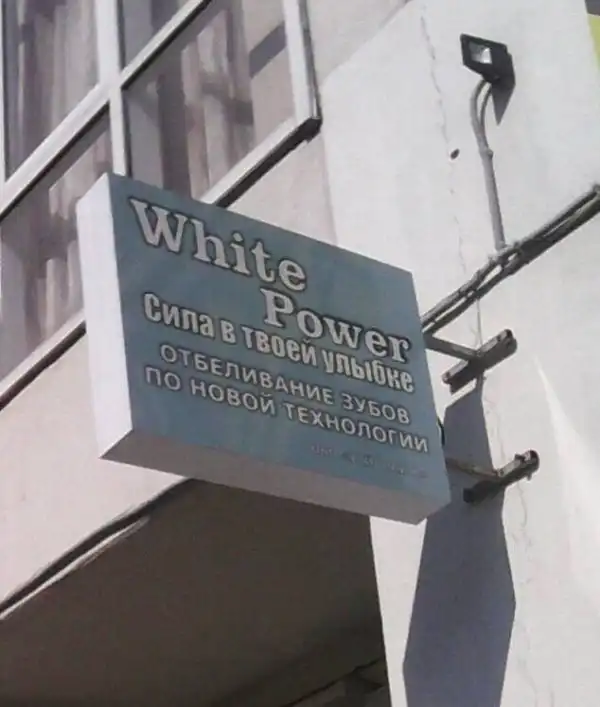 White
Power
Сила в твоей улыбке
ОТБЕЛИВАНИЕ ЗУБОВ
ПО НОВОЙ ТЕХНОЛОГИИ